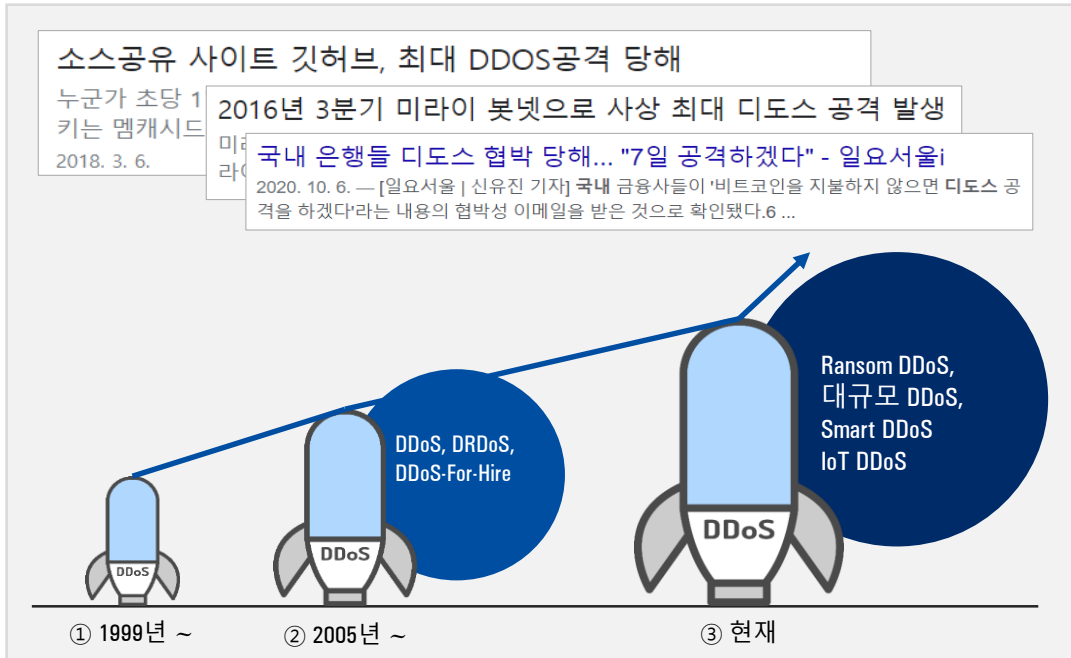 소스공유 사이트 깃허브, 최대 DDOS공격 당해
누군가 초당 1
키는 멤캐시드
2018. 3. 6.
2016년 3분기 미라이 봇넷으로 사상 최대 디도스 공격 발생
국내 은행들 디도스 협박 당해... "7일 공격하겠다" - 일요서울i
2020. 10. 6. — [일요서울 | 신유진 기자] 국내 금융사들이 '비트코인을 지불하지 않으면 디도스 공
격을 하겠다'라는 내용의 협박성 이메일을 받은 것으로 확인됐다.6 ...
Ransom DDoS,
대규모 DDoS,
Smart DDoS
IoT DDoS
DDoS, DRDoS,
DDoS-For-Hire
DDoS
DDoS
DDoS
① 1999년 ~
② 2005년 ~
③ 현재